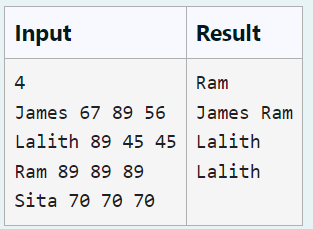 Input Result
4 Ram
James 67 89 56 James Ram
Lalith 89 45 45 Lalith
Ram 89 89 89 Lalith
Sita 70 70 70